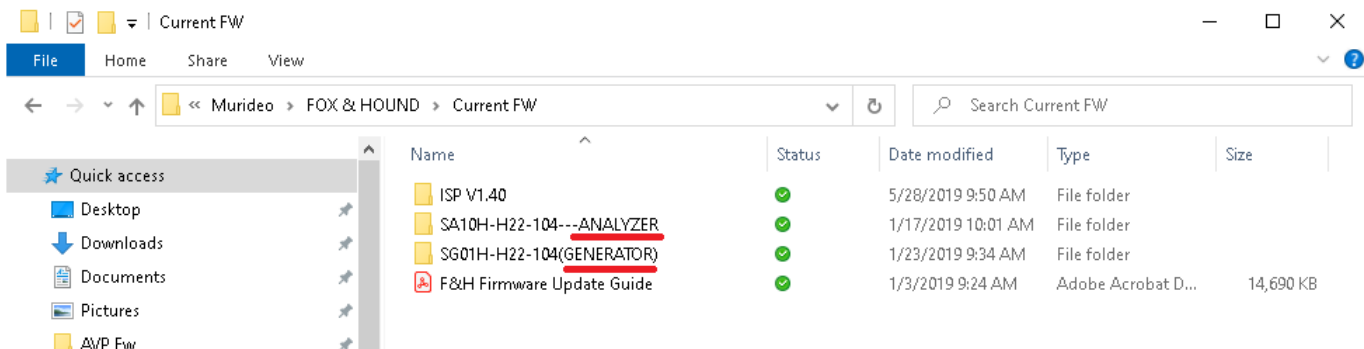 Current FW
File Home Share View
« Murideo > FOX & HOUND > Current FW Search Current FW
Name Status Date modified Type Size
Quick access
ISP V1.40 5/28/2019 9:50 AM File folder
Desktop
SA10H-H22-104---ANALYZER 1/17/2019 10:01 AM File folder
Downloads
SG01H-H22-104(GENERATOR) 1/23/2019 9:34 AM File folder
Documents
F&H Firmware Update Guide 1/3/2019 9:24 AM Adobe Acrobat D... 14,690 KB
Pictures
AVP Fw